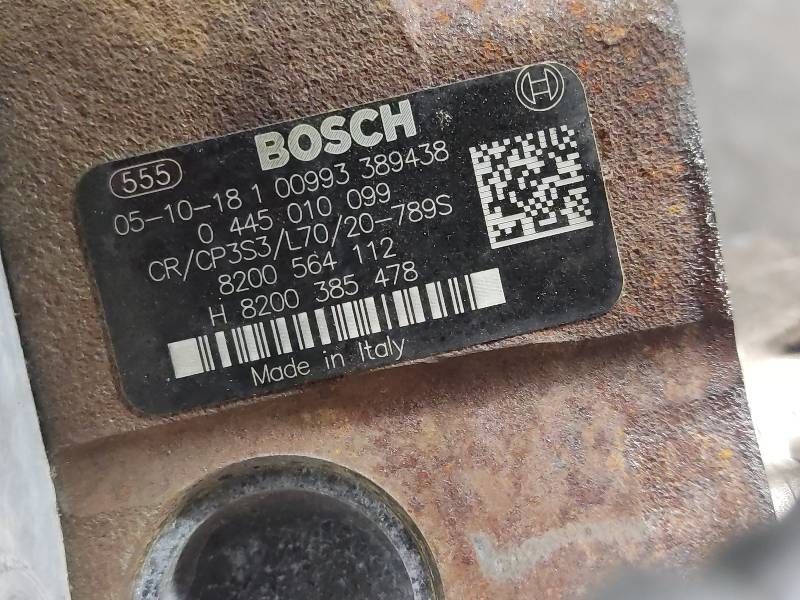 BOSCH
555
05-10-18 1 00993 389438
0 445 010 099
CR/CP3S3/L70/20-789S
8200 564 112
H 8200 385 478
Made in Italy